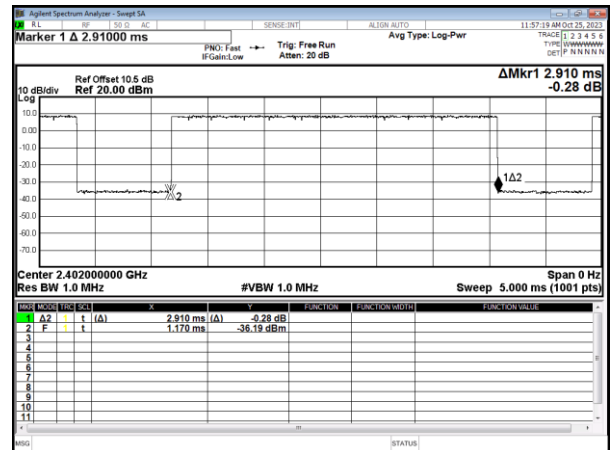 Agilent Spectrum Analyzer - Swept SA
RL RF 50 Ω AC SENSE:INT ALIGN AUTO 11:57:19 AM Oct 25, 2023
Marker 1 Δ 2.91000 ms
PNO: Fast Trig: Free Run
IFGain:Low Atten: 20 dB
Avg Type: Log-Pwr
TRACE 1 2 3 4 5 6
TYPE WWWWWW
DET P NNNNN
ΔMkr1 2.910 ms
-0.28 dB
Ref Offset 10.5 dB
10 dB/div Ref 20.00 dBm
Log
10.0
0.00
-10.0
-20.0
-30.0
-40.0
-50.0
-60.0
-70.0
2
1Δ2
Center 2.402000000 GHz Span 0 Hz
Res BW 1.0 MHz #VBW 1.0 MHz Sweep 5.000 ms (1001 pts)
MKR MODE TRC SCL X Y FUNCTION FUNCTION WIDTH FUNCTION VALUE
1 Δ2 1 t (Δ) 2.910 ms (Δ) -0.28 dB
2 F 1 t 1.170 ms -36.19 dBm
3
4
5
6
7
8
9
10
11
MSG STATUS